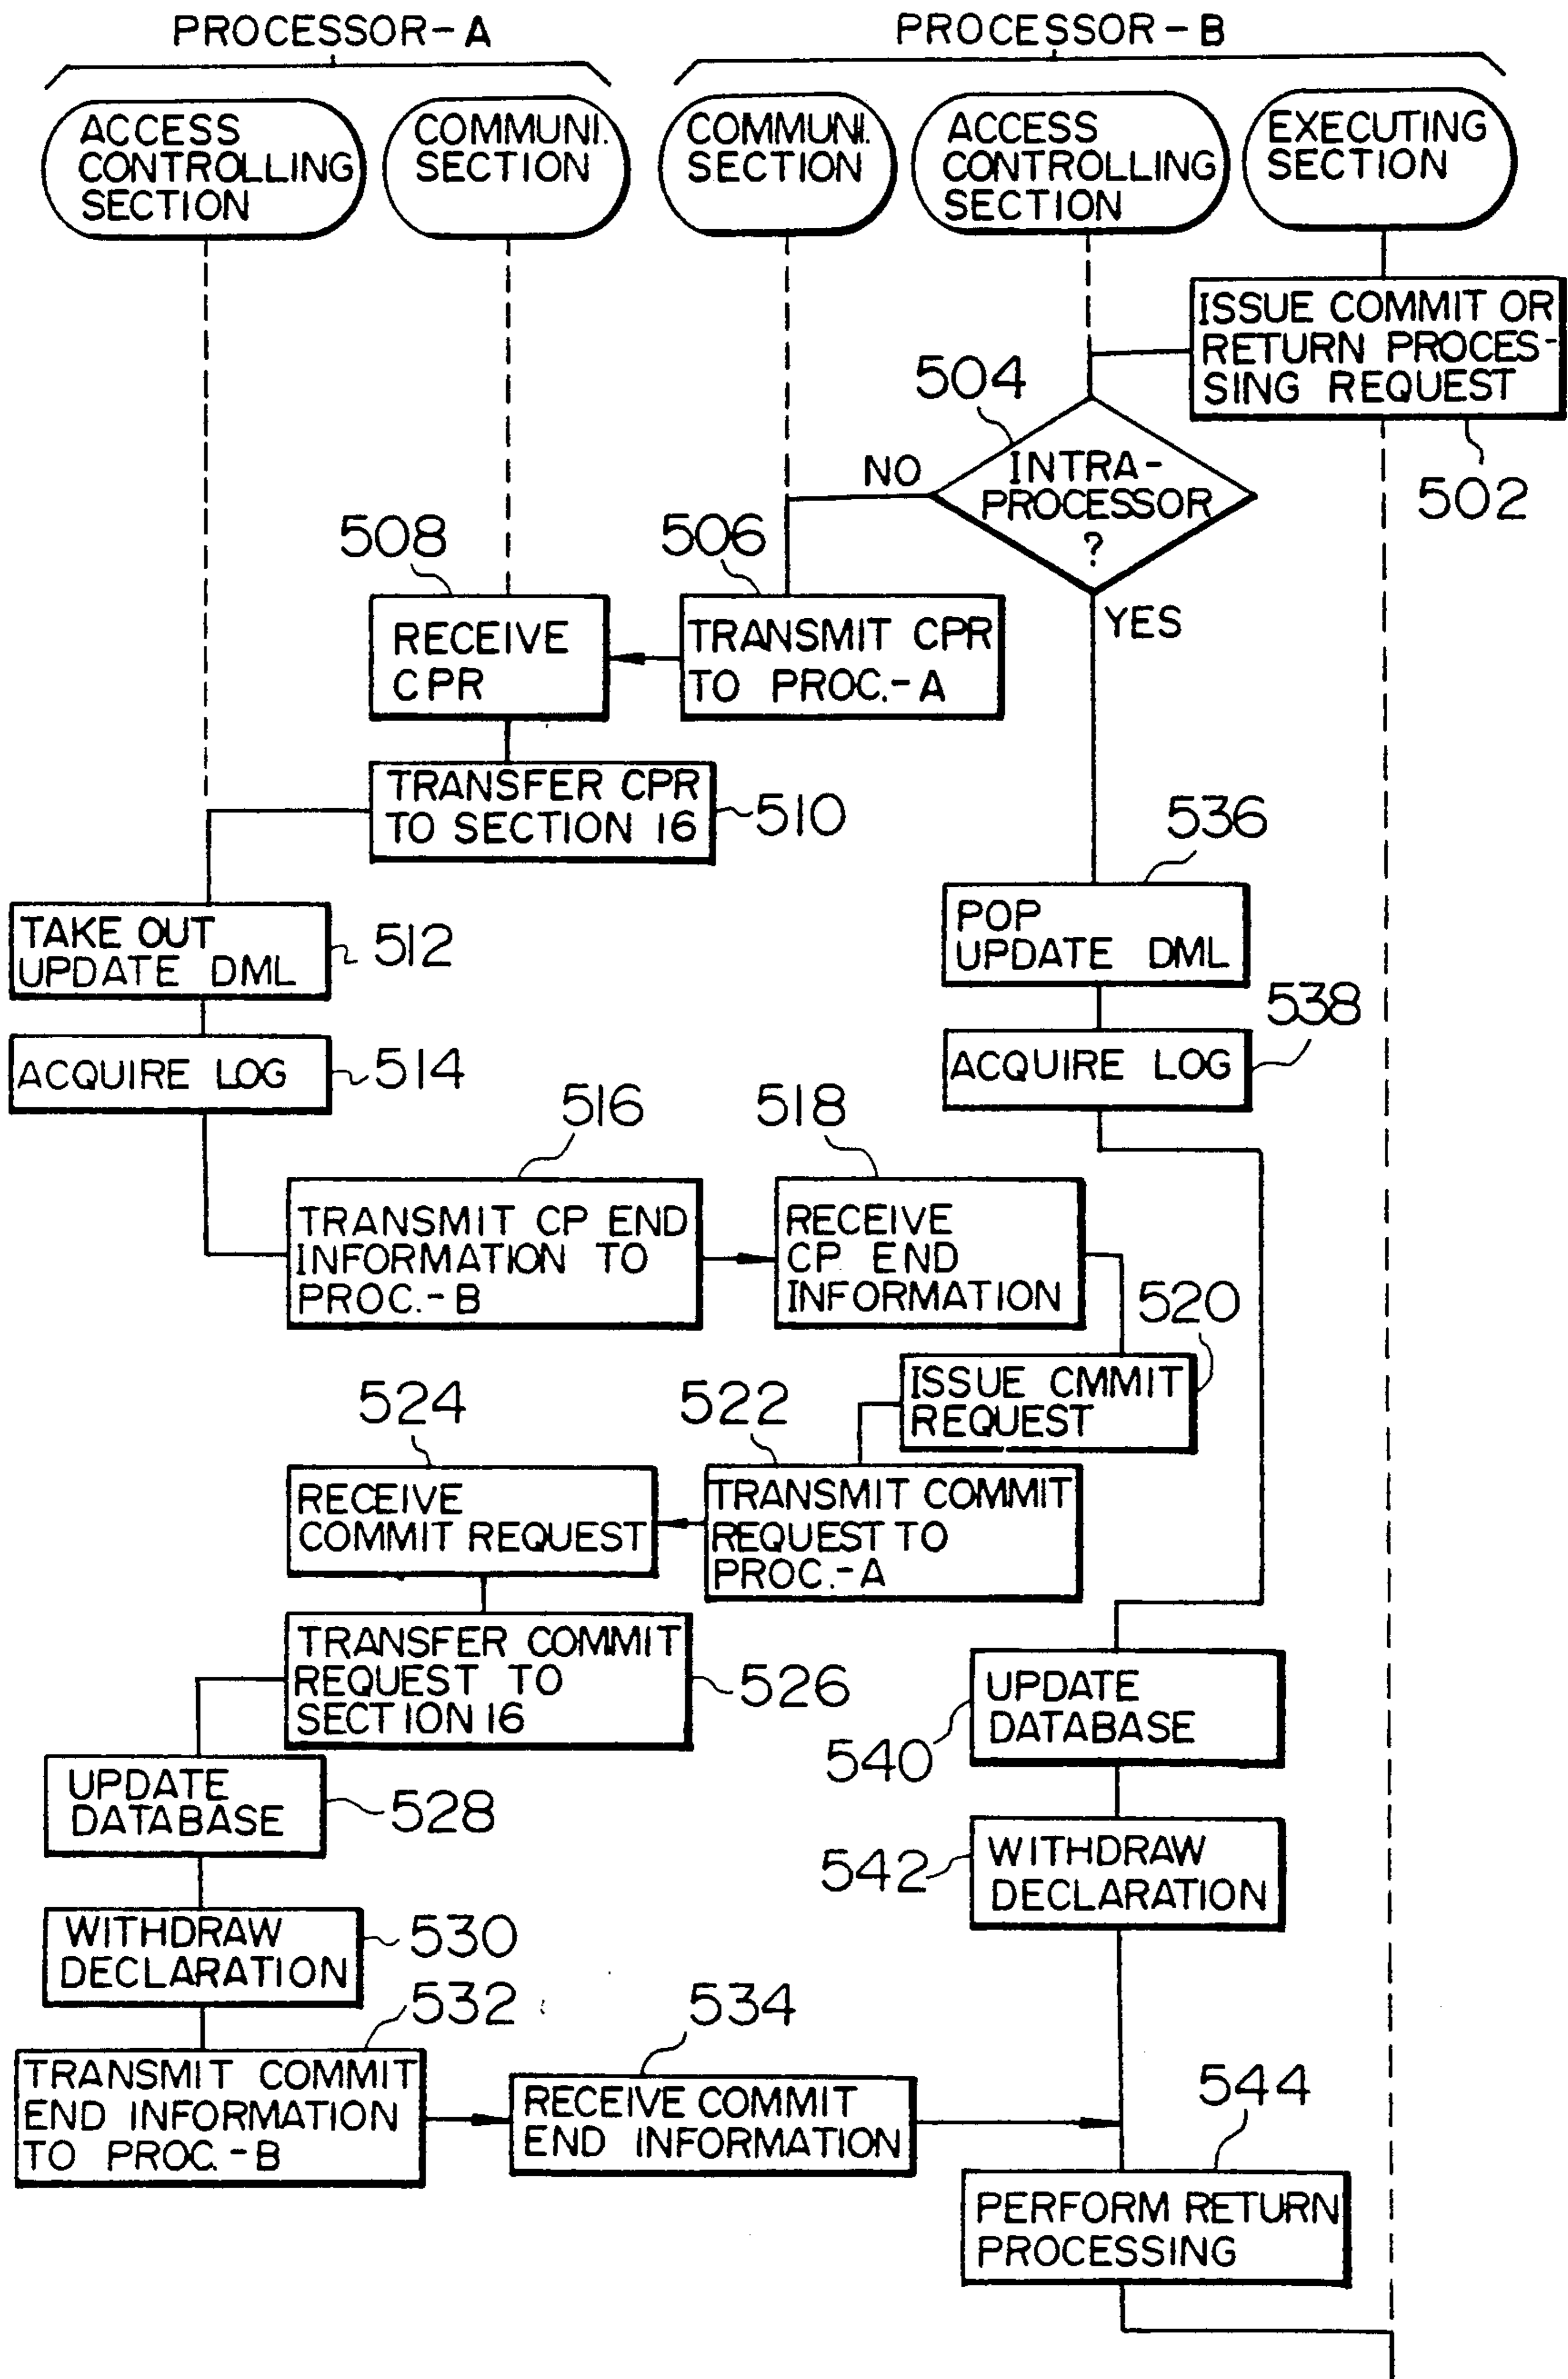 PROCESSOR-A
PROCESSOR-B
ACCESS
CONTROLLING
SECTION
COMMUNI.
SECTION
COMMUNI.
SECTION
ACCESS
CONTROLLING
SECTION
EXECUTING
SECTION
ISSUE COMMIT OR
RETURN PROCES-
SING REQUEST
502
504
INTRA-
PROCESSOR
?
NO
YES
506
TRANSMIT CPR
TO PROC.-A
508
RECEIVE
CPR
TRANSFER CPR
TO SECTION 16
510
TAKE OUT
UPDATE DML
512
ACQUIRE LOG
514
536
POP
UPDATE DML
538
ACQUIRE LOG
516
TRANSMIT CP END
INFORMATION TO
PROC.-B
518
RECEIVE
CP END
INFORMATION
520
ISSUE CMMIT
REQUEST
522
TRANSMIT COMMIT
REQUEST TO
PROC.-A
524
RECEIVE
COMMIT REQUEST
TRANSFER COMMIT
REQUEST TO
SECTION 16
526
UPDATE
DATABASE
528
UPDATE
DATABASE
540
WITHDRAW
DECLARATION
542
WITHDRAW
DECLARATION
530
532
TRANSMIT COMMIT
END INFORMATION
TO PROC.-B
534
RECEIVE COMMIT
END INFORMATION
544
PERFORM RETURN
PROCESSING